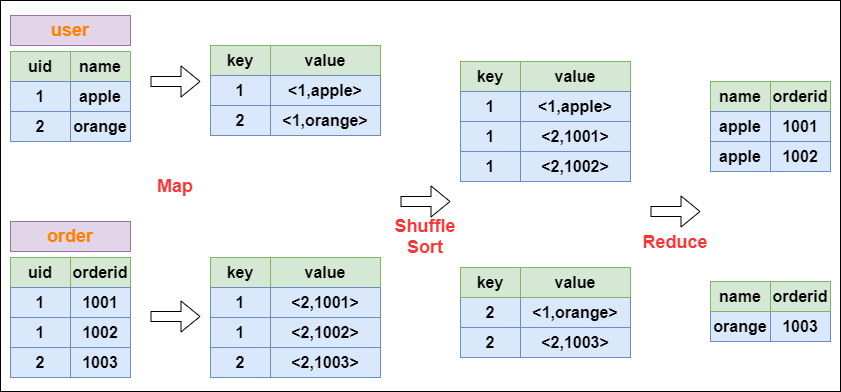 user
uid name
1 apple
2 orange
key value
1 <1,apple>
2 <1,orange>
Map
order
uid orderid
1 1001
1 1002
2 1003
key value
1 <2,1001>
1 <2,1002>
2 <2,1003>
Shuffle
Sort
key value
1 <1,apple>
1 <2,1001>
1 <2,1002>
key value
2 <1,orange>
2 <2,1003>
Reduce
name orderid
apple 1001
apple 1002
name orderid
orange 1003